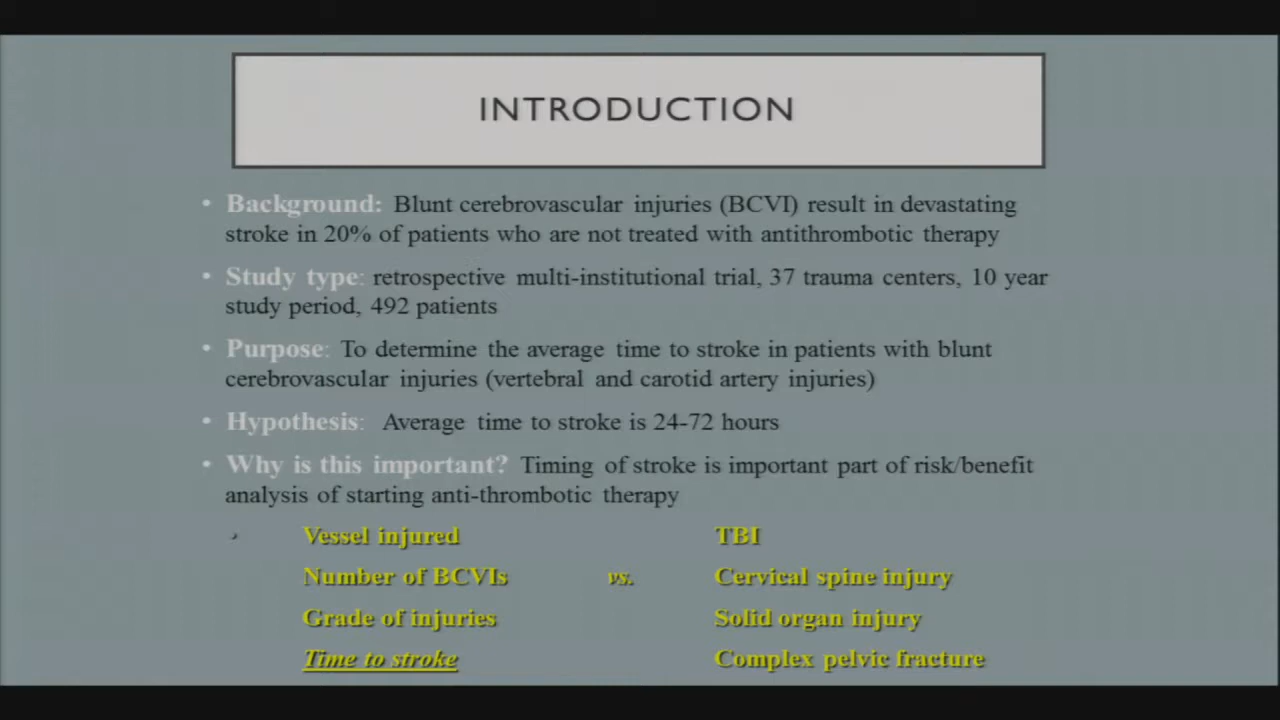 INTRODUCTION
• Background: Blunt cerebrovascular injuries (BCVI) result in devastating
stroke in 20% of patients who are not treated with antithrombotic therapy
• Study type: retrospective multi-institutional trial, 37 trauma centers, 10 year
study period, 492 patients
• Purpose: To determine the average time to stroke in patients with blunt
cerebrovascular injuries (vertebral and carotid artery injuries)
• Hypothesis: Average time to stroke is 24-72 hours
• Why is this important? Timing of stroke is important part of risk/benefit
analysis of starting anti-thrombotic therapy
Vessel injured TBI
Number of BCVIs vs. Cervical spine injury
Grade of injuries Solid organ injury
Time to stroke Complex pelvic fracture